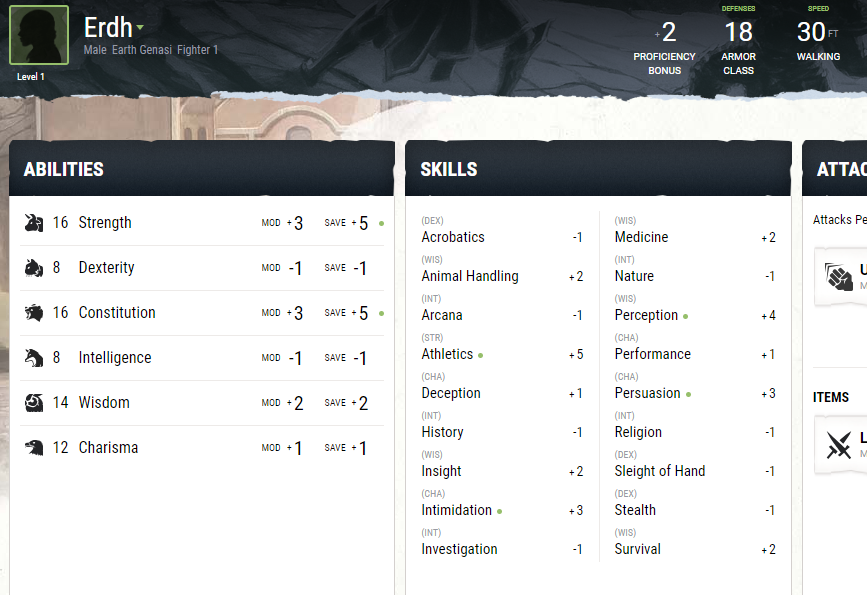 Erdh
Male Earth Genasi Fighter 1
Level 1
+2
PROFICIENCY
BONUS
DEFENSES
18
ARMOR
CLASS
SPEED
30 FT
WALKING
ABILITIES
16 Strength MOD +3 SAVE +5
8 Dexterity MOD -1 SAVE -1
16 Constitution MOD +3 SAVE +5
8 Intelligence MOD -1 SAVE -1
14 Wisdom MOD +2 SAVE +2
12 Charisma MOD +1 SAVE +1
SKILLS
(DEX)
Acrobatics -1
(WIS)
Animal Handling +2
(INT)
Arcana -1
(STR)
Athletics +5
(CHA)
Deception +1
(INT)
History -1
(WIS)
Insight +2
(CHA)
Intimidation +3
(INT)
Investigation -1
(WIS)
Medicine +2
(INT)
Nature -1
(WIS)
Perception +4
(CHA)
Performance +1
(CHA)
Persuasion +3
(INT)
Religion -1
(DEX)
Sleight of Hand -1
(DEX)
Stealth -1
(WIS)
Survival +2
ATTAC
Attacks Pe
U
M
ITEMS
L
M